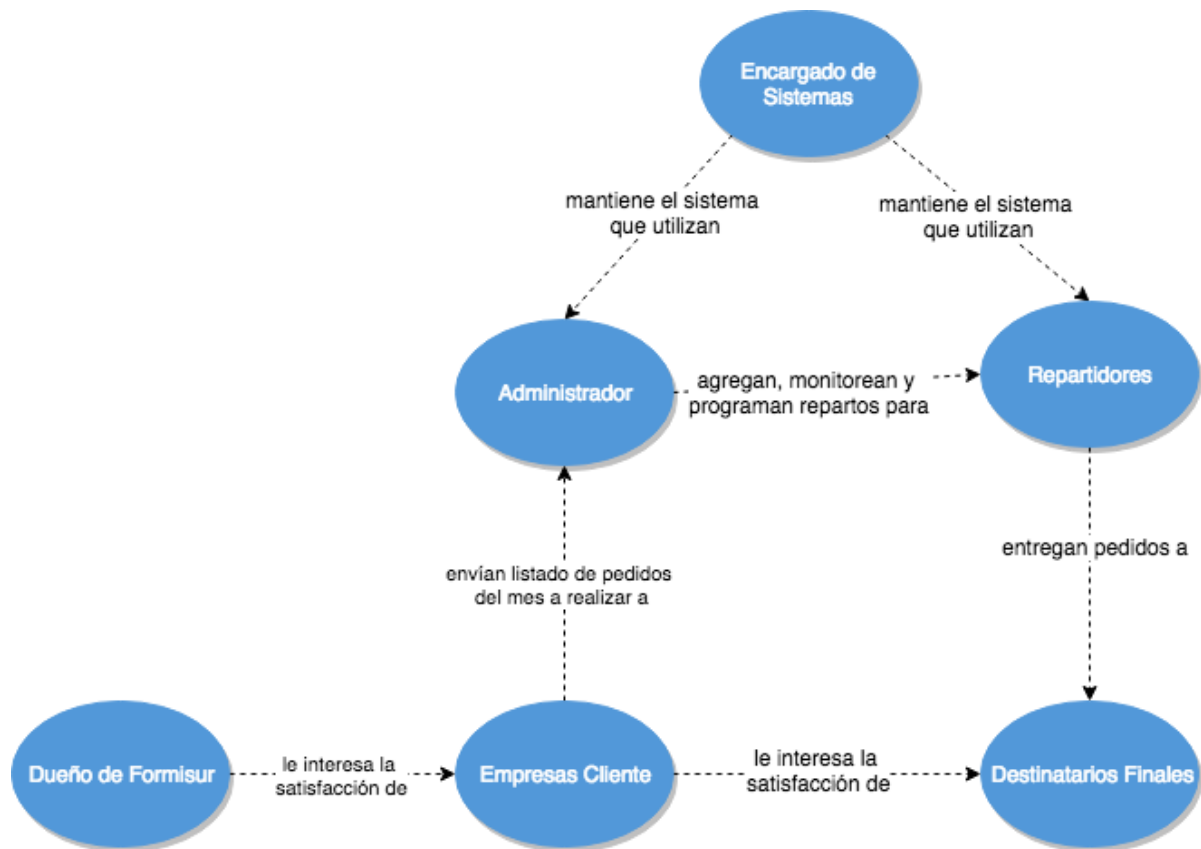 Encargado de
Sistemas
mantiene el sistema
que utilizan
mantiene el sistema
que utilizan
Administrador
agregan, monitorean y
programan repartos para
Repartidores
envían listado de pedidos
del mes a realizar a
entregan pedidos a
Dueño de Formisur
le interesa la
satisfacción de
Empresas Cliente
le interesa la
satisfacción de
Destinatarios Finales